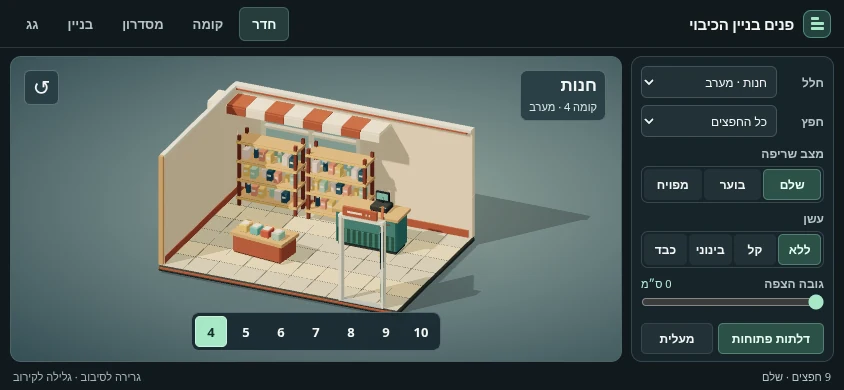 פנים בניין הכיבוי
חדר
קומה
מסדרון
בניין
גג
חלל
חנות · מערב
חפץ
כל החפצים
מצב שריפה
שלם
בוער
מפויח
עשן
ללא
קל
בינוני
כבד
גובה הצפה
0 ס״מ
דלתות פתוחות
מעלית
חנות
קומה 4 · מערב
4 5 6 7 8 9 10
9 חפצים · שלם
גרירה לסיבוב · גלילה לקירוב